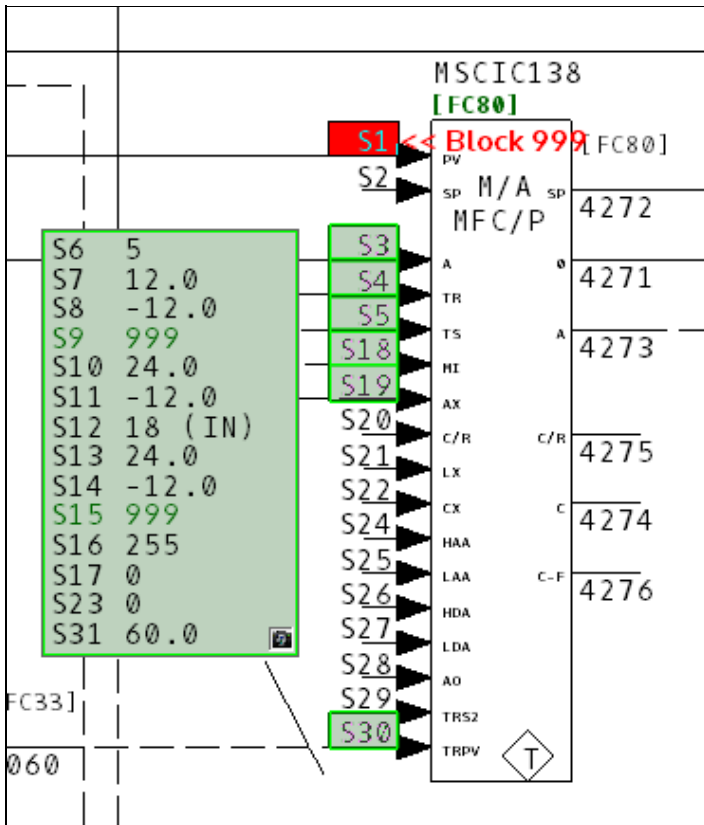 MSCIC138
[FC80]
S1 << Block 999 [FC80]
PV
S2 SP M/A SP 4272
MFC/P
S3 A 0 4271
S4 TR
S5 TS A 4273
S18 MI
S19 AX
S20 C/R C/R 4275
S21 LX
S22 CX C 4274
S24 HAA
S25 LAA C-F 4276
S26 HDA
S27 LDA
S28 AO
S29 TRS2
S30 TRPV
T
S6 5
S7 12.0
S8 -12.0
S9 999
S10 24.0
S11 -12.0
S12 18 (IN)
S13 24.0
S14 -12.0
S15 999
S16 255
S17 0
S23 0
S31 60.0
FC33]
060